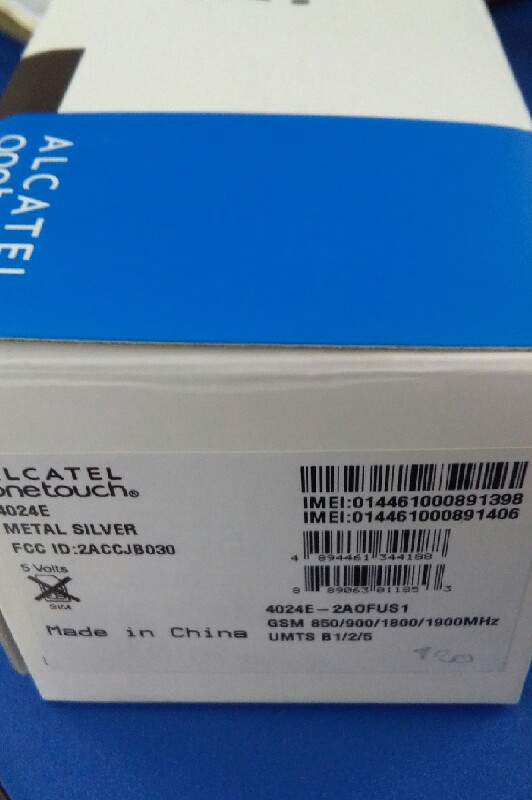 ALCATEL
ALCATEL
onetouch®
4024E
METAL SILVER
FCC ID:2ACCJB030
5 Volts
IMEI:014461000891398
IMEI:014461000891406
4 894461 344188
8 89063 01185 3
4024E-2AOFUS1
GSM 850/900/1800/1900MHz
UMTS B1/2/5
Made in China